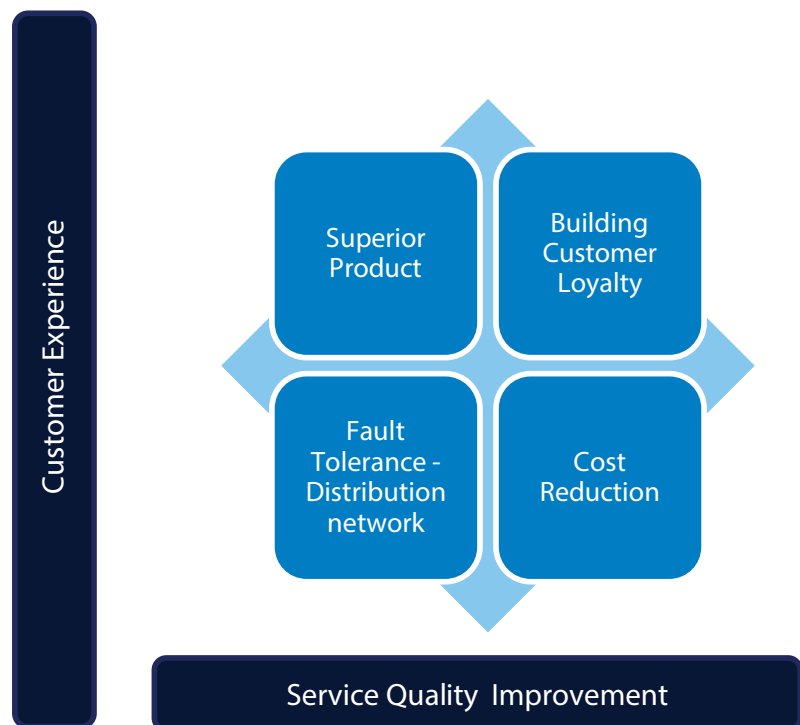 Customer Experience
Superior
Product
Building
Customer
Loyalty
Fault
Tolerance -
Distribution
network
Cost
Reduction
Service Quality  Improvement